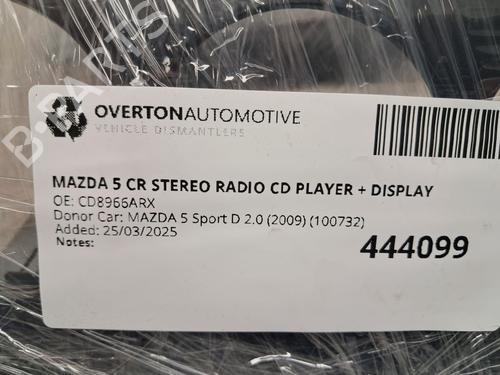 OVERTONAUTOMOTIVE
VEHICLE DISMANTLERS
B-PARTS
MAZDA 5 CR STEREO RADIO CD PLAYER + DISPLAY
OE: CD8966ARX
Donor Car: MAZDA 5 Sport D 2.0 (2009) (100732)
Added: 25/03/2025
Notes:
444099